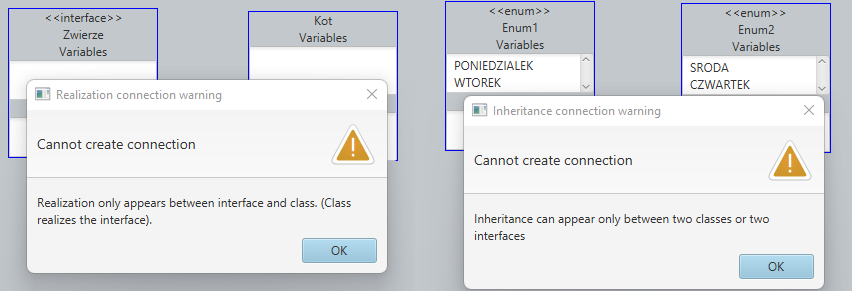 <<interface>>
Zwierze
Variables
Kot
Variables
Realization connection warning
Cannot create connection
Realization only appears between interface and class. (Class
realizes the interface).
OK
<<enum>>
Enum1
Variables
PONIEDZIALEK
WTOREK
<<enum>>
Enum2
Variables
SRODA
CZWARTEK
Inheritance connection warning
Cannot create connection
Inheritance can appear only between two classes or two
interfaces
OK